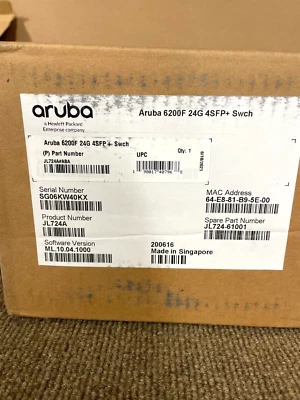 aruba
a Hewlett Packard
Enterprise company
Aruba 6200F 24G 4SFP+ Swch
Aruba 6200F 24G 4SFP + Swch
(P) Part Number
UPC
Qty: 1
JL724A#ABA
Serial Number
SG06KW40KX
MAC Address
64-E8-81-B9-5E-00
Product Number
JL724A
Spare Part Number
JL724-61001
Software Version
ML.10.04.1000
200616
Made in Singapore